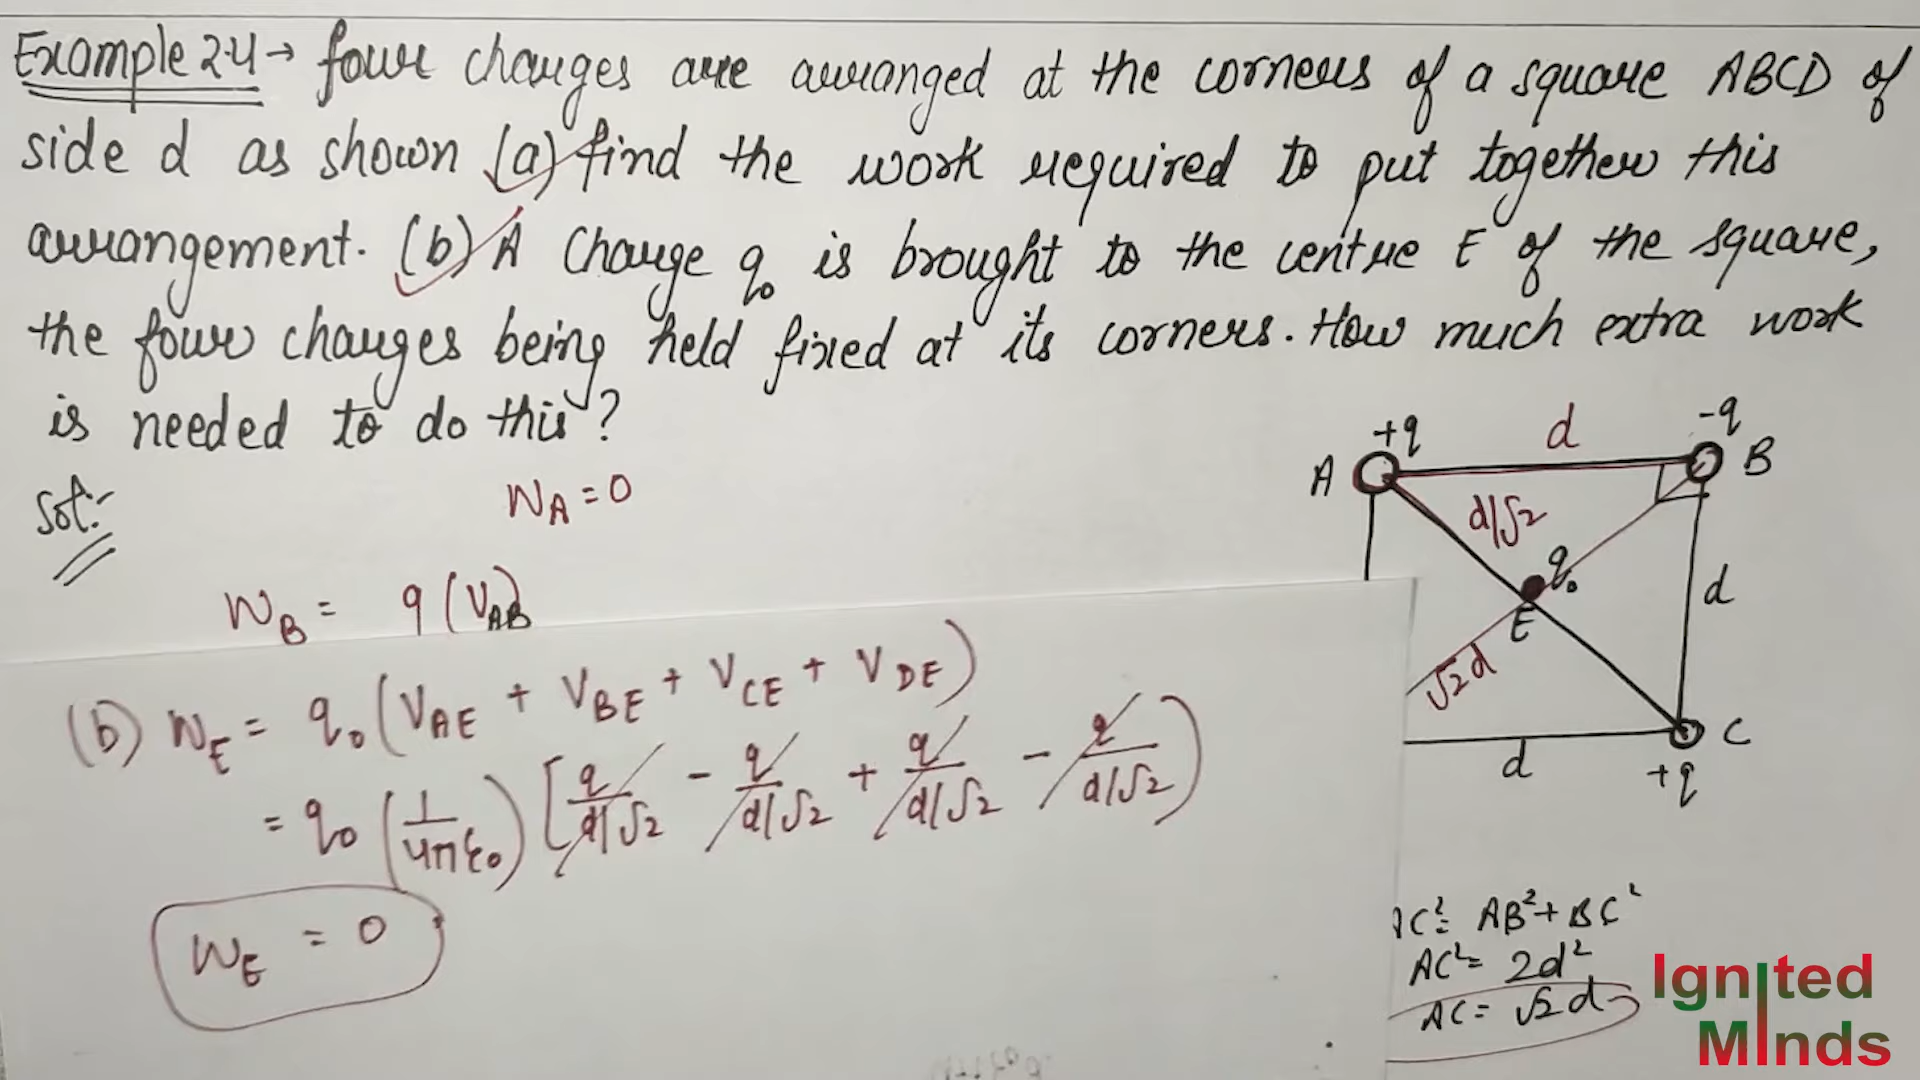 Example 2.4 → four charges are arranged at the corners of a square ABCD of
side d as shown (a) find the work required to put together this
arrangement. (b) A charge q₀ is brought to the centre E of the square,
the four charges being held fixed at its corners. How much extra work
is needed to do this?
Sol:-
W_A = 0
W_B = q (V_AB)
(b) W_E = q₀ (V_AE + V_BE + V_CE + V_DE)
= q₀ (1/4πε₀) [q/d/√2 - q/d/√2 + q/d/√2 - q/d/√2)
W_E = 0
+q
d
-q
A
B
d/√2
q₀
E
d
√2d
d
C
+q
AC² = AB² + BC²
AC² = 2d²
AC = √2 d
Ignited
Minds